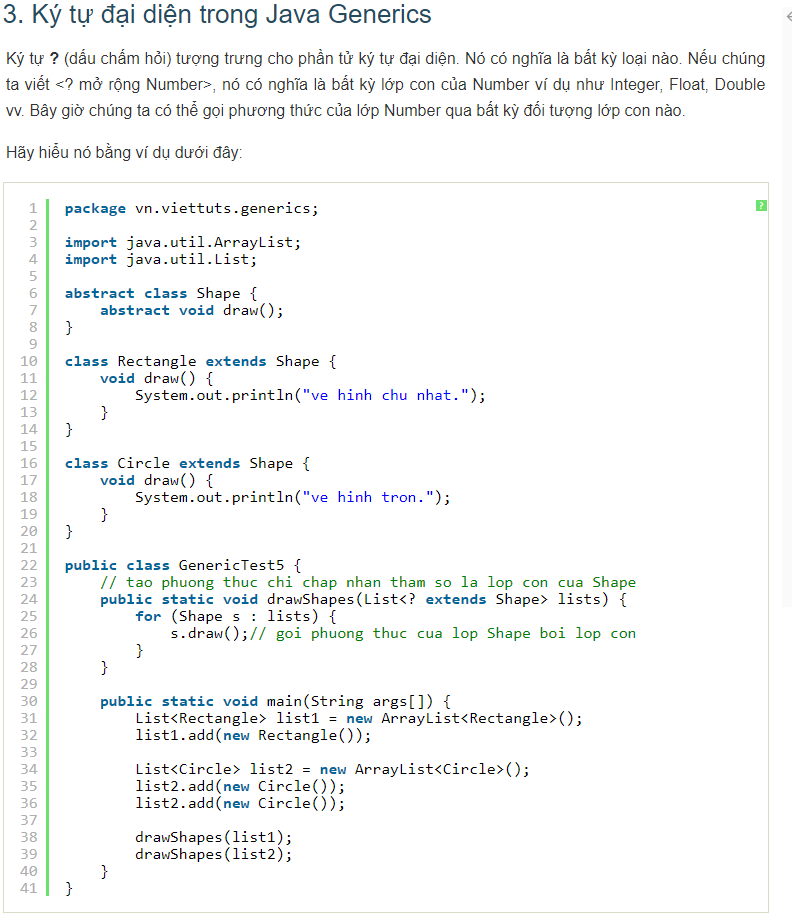 3. Ký tự đại diện trong Java Generics
Ký tự ? (dấu chấm hỏi) tượng trưng cho phần tử ký tự đại diện. Nó có nghĩa là bất kỳ loại nào. Nếu chúng
ta viết <? mở rộng Number>, nó có nghĩa là bất kỳ lớp con của Number ví dụ như Integer, Float, Double
vv. Bây giờ chúng ta có thể gọi phương thức của lớp Number qua bất kỳ đối tượng lớp con nào.
Hãy hiểu nó bằng ví dụ dưới đây:
?
1 package vn.viettuts.generics;
2
3 import java.util.ArrayList;
4 import java.util.List;
5
6 abstract class Shape {
7     abstract void draw();
8 }
9
10 class Rectangle extends Shape {
11     void draw() {
12         System.out.println("ve hinh chu nhat.");
13     }
14 }
15
16 class Circle extends Shape {
17     void draw() {
18         System.out.println("ve hinh tron.");
19     }
20 }
21
22 public class GenericTest5 {
23     // tao phuong thuc chi chap nhan tham so la lop con cua Shape
24     public static void drawShapes(List<? extends Shape> lists) {
25         for (Shape s : lists) {
26             s.draw();// goi phuong thuc cua lop Shape boi lop con
27         }
28     }
29
30     public static void main(String args[]) {
31         List<Rectangle> list1 = new ArrayList<Rectangle>();
32         list1.add(new Rectangle());
33
34         List<Circle> list2 = new ArrayList<Circle>();
35         list2.add(new Circle());
36         list2.add(new Circle());
37
38         drawShapes(list1);
39         drawShapes(list2);
40     }
41 }